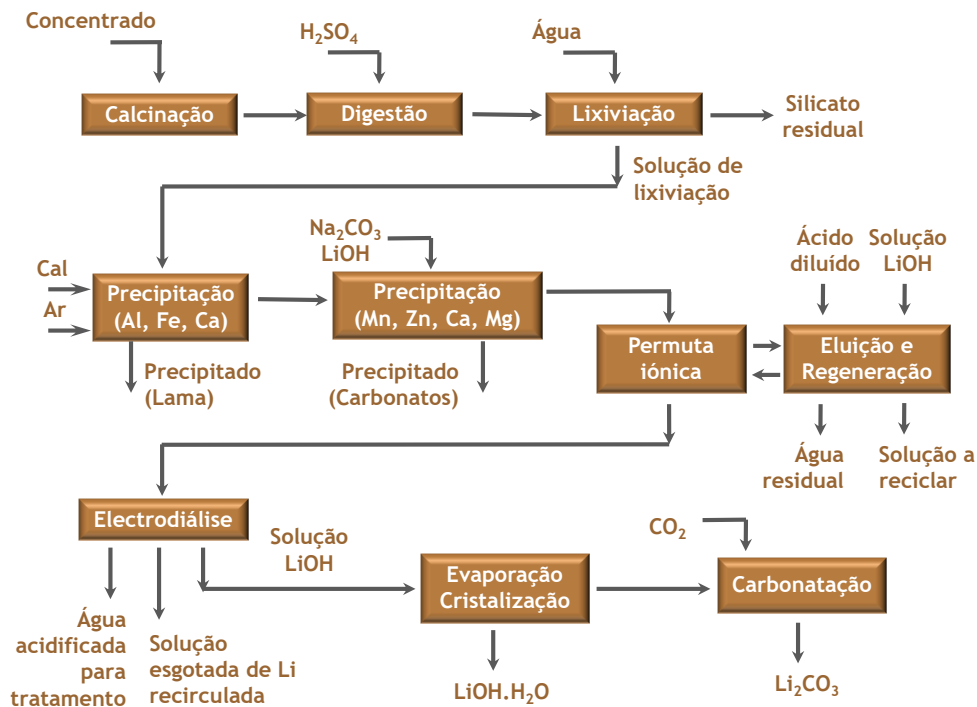 Concentrado
H₂SO₄
Água
Calcinação
Digestão
Lixiviação
Silicato
residual
Solução de
lixiviação
Na₂CO₃
LiOH
Ácido
diluído
Solução
LiOH
Cal
Ar
Precipitação
(Al, Fe, Ca)
Precipitação
(Mn, Zn, Ca, Mg)
Permuta
iónica
Eluição e
Regeneração
Precipitado
(Lama)
Precipitado
(Carbonatos)
Água
residual
Solução a
reciclar
Electrodiálise
Solução
LiOH
CO₂
Evaporação
Cristalização
Carbonatação
Água
acidificada
para
tratamento
Solução
esgotada de Li
recirculada
LiOH.H₂O
Li₂CO₃